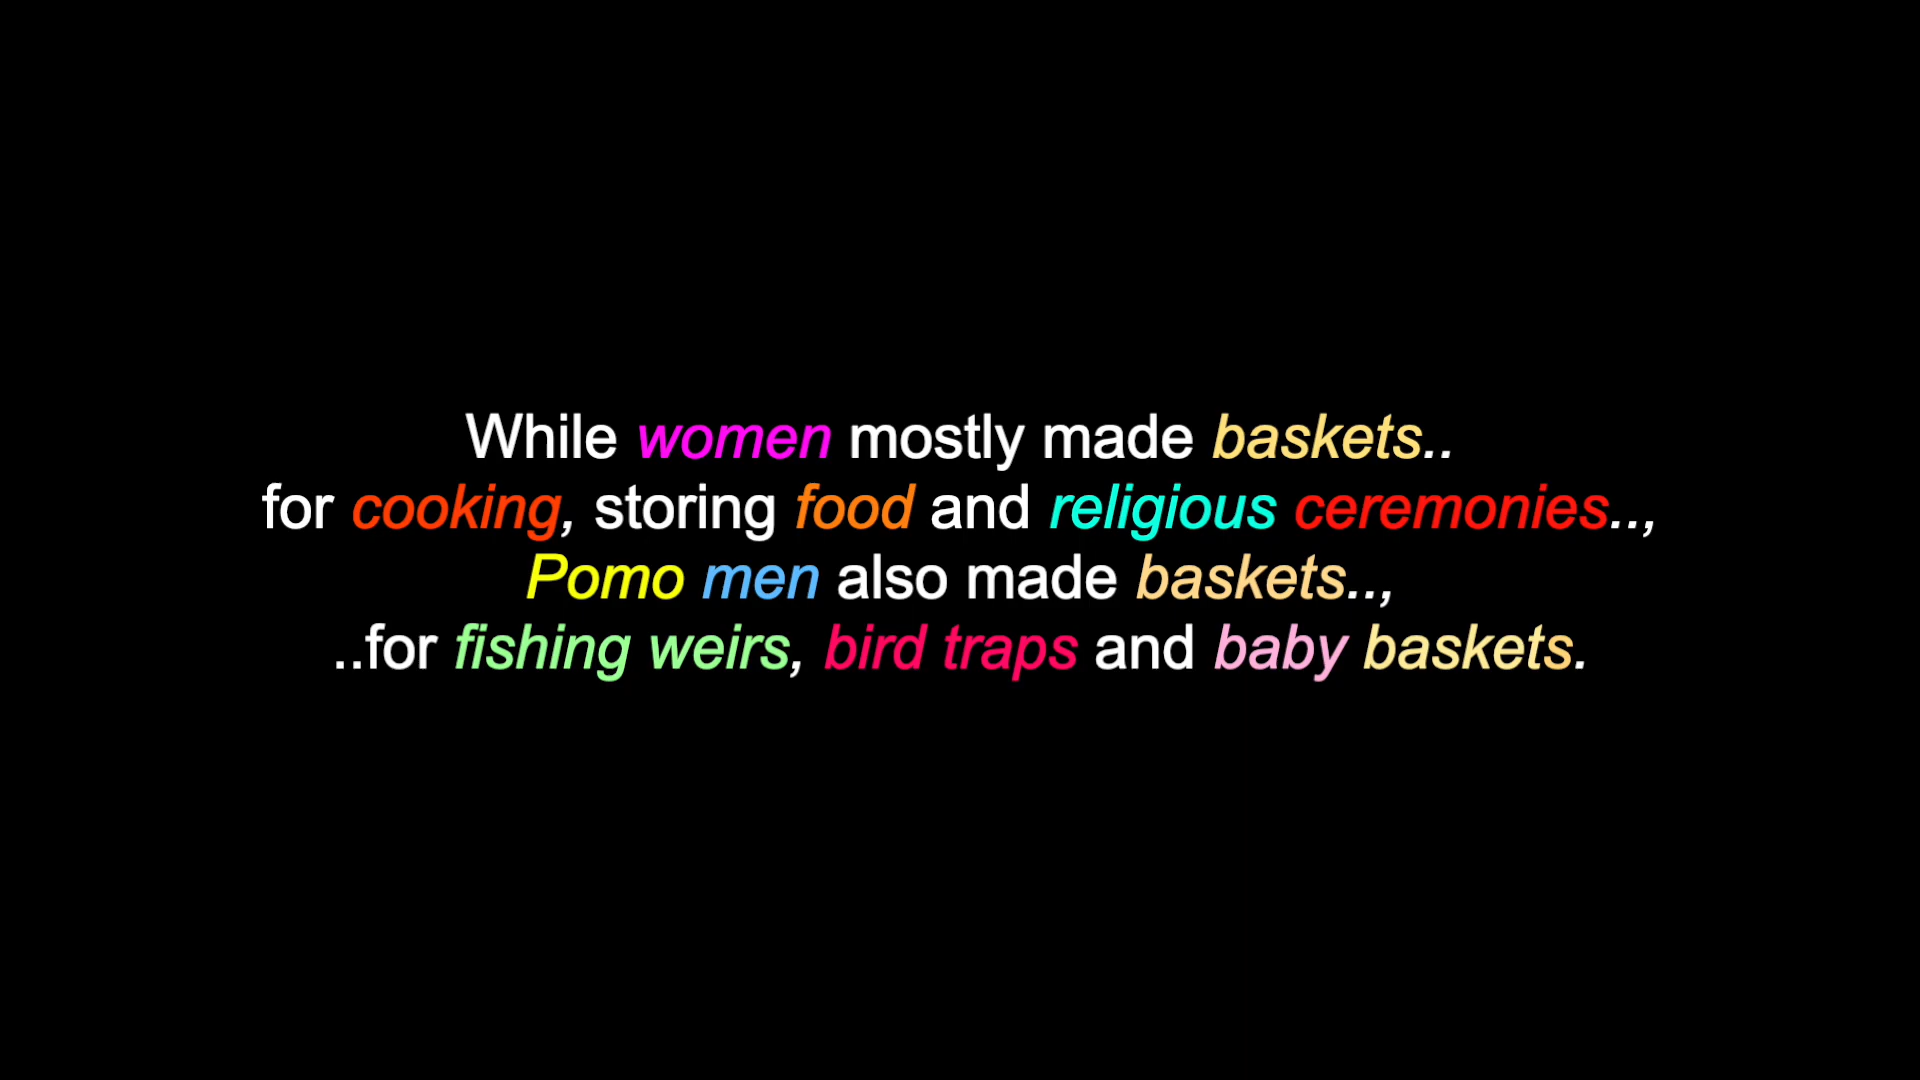 While women mostly made baskets..
for cooking, storing food and religious ceremonies..,
Pomo men also made baskets..,
..for fishing weirs, bird traps and baby baskets.